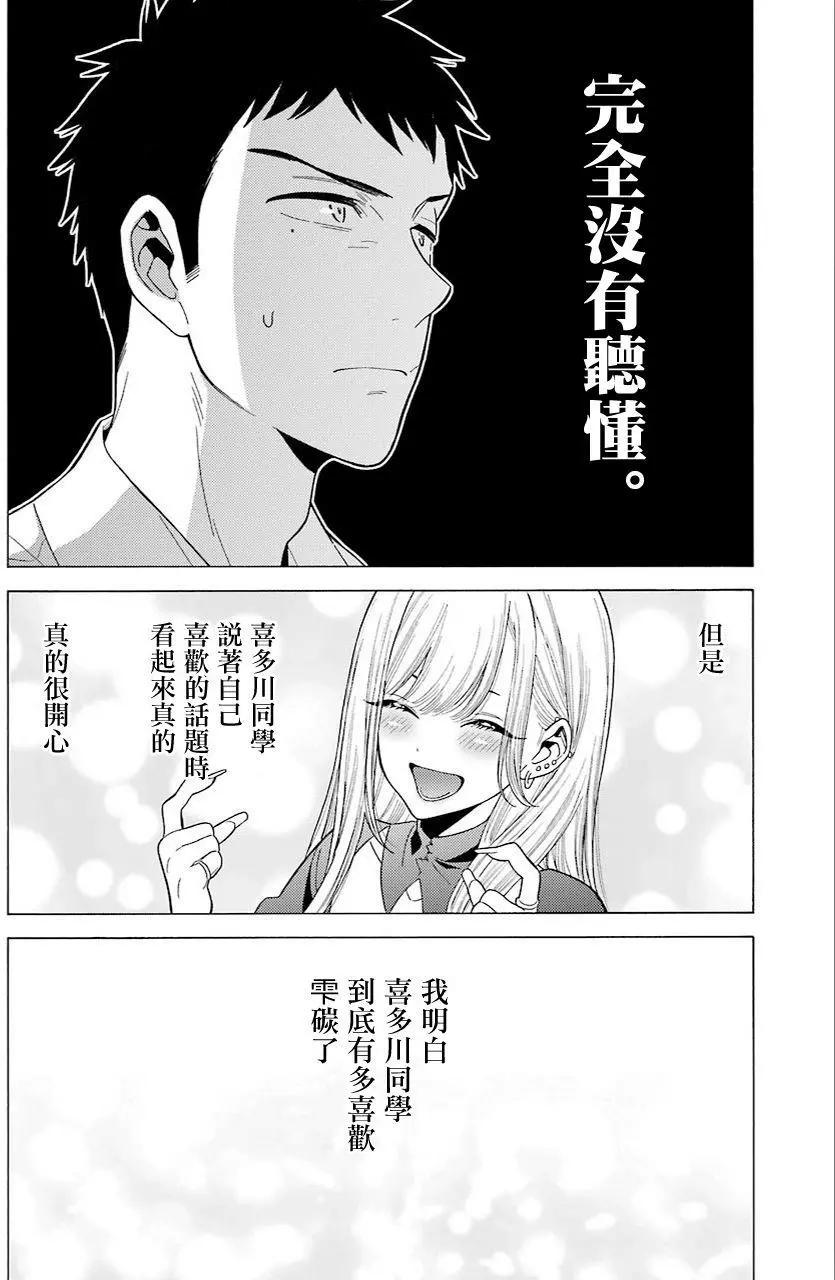 完全沒有聽懂。
但是
喜多川同學
說著自己
喜歡的話題時
看起來真的
真的很開心
我明白
喜多川同學
到底有多喜歡
雫碳了